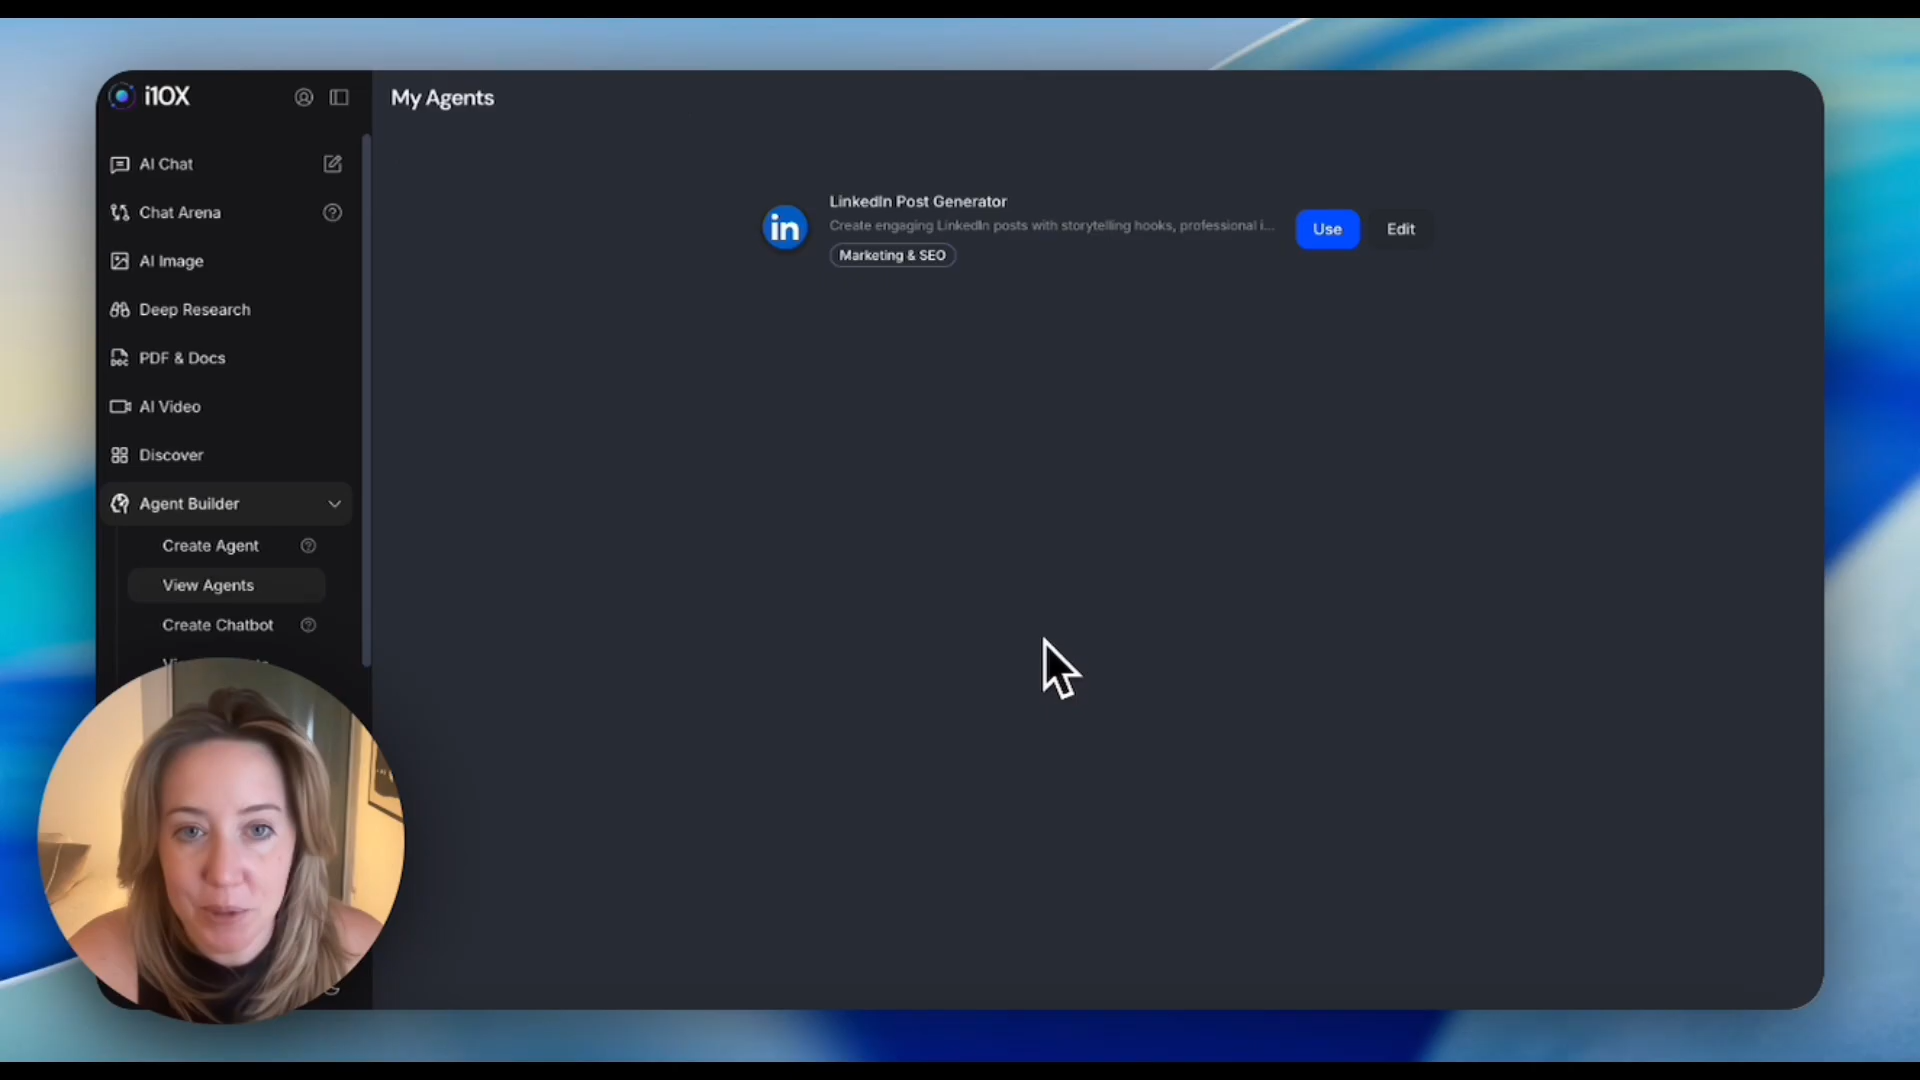 i10X
My Agents
AI Chat
Chat Arena
AI Image
Deep Research
PDF & Docs
AI Video
Discover
Agent Builder
Create Agent
View Agents
Create Chatbot
LinkedIn Post Generator
Create engaging LinkedIn posts with storytelling hooks, professional i...
Marketing & SEO
Use
Edit